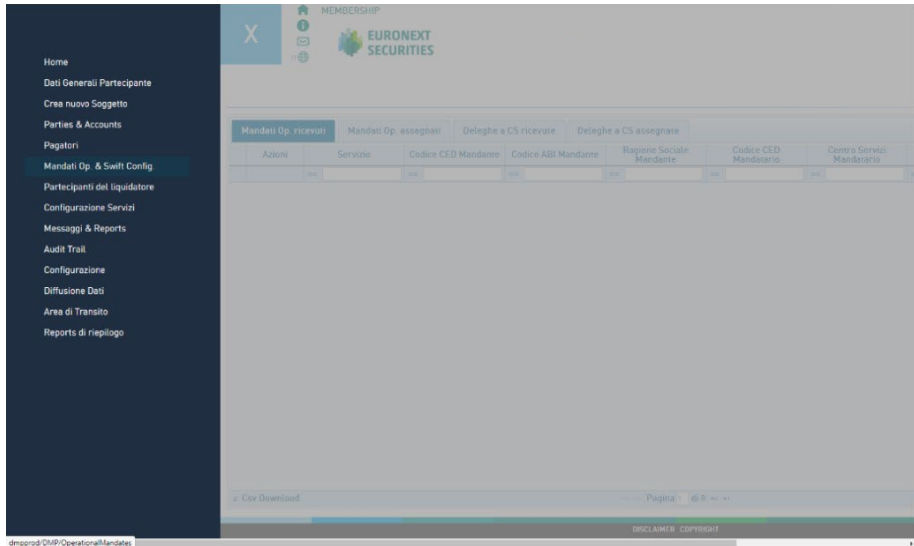 X
MEMBERSHIP
EURONEXT
SECURITIES
Home
Dati Generali Partecipante
Crea nuovo Soggetto
Parties & Accounts
Pagatori
Mandati Op. & Swift Config.
Partecipanti del liquidatore
Configurazione Servizi
Messaggi & Reports
Audit Trail
Configurazione
Diffusione Dati
Area di Transito
Reports di riepilogo
Mandati Op. ricevuti Mandati Op. assegnati Deleghe a CS ricevute Deleghe a CS assegnate
Azioni Servizio Codice CED Mandante Codice ABI Mandante Ragione Sociale Mandante Codice CED Mandatario Centro Servizi Mandatario
Csv Download Pagina di
DISCLAIMER COPYRIGHT
dmpprod/DMP/OperationalMandates